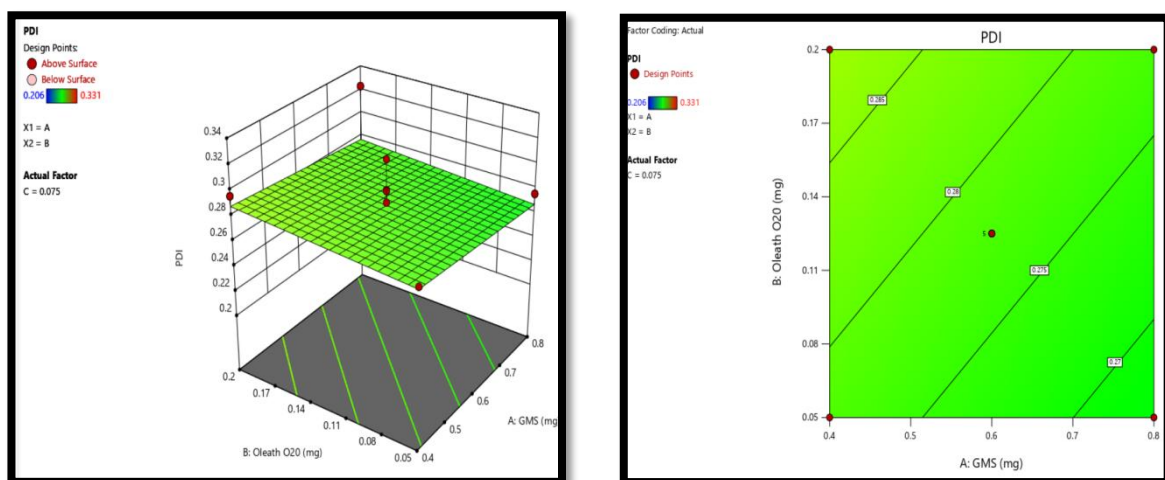 PDI
Design Points:
Above Surface
Below Surface
0.206 0.331
X1 = A
X2 = B
Actual Factor
C = 0.075
0.34
0.32
0.3
0.28
0.26
0.24
0.22
0.2
PDI
0.2
0.17
0.14
0.11
0.08
0.05
B: Oleath O20 (mg)
0.4
0.5
0.6
0.7
0.8
A: GMS (mg
Factor Coding: Actual
PDI
Design Points
0.206 0.331
X1 = A
X2 = B
Actual Factor
C = 0.075
PDI
0.2
0.17
0.14
0.11
0.08
0.05
B: Oleath O20 (mg)
0.285
0.28
0.275
0.27
5
0.4 0.5 0.6 0.7 0.8
A: GMS (mg)